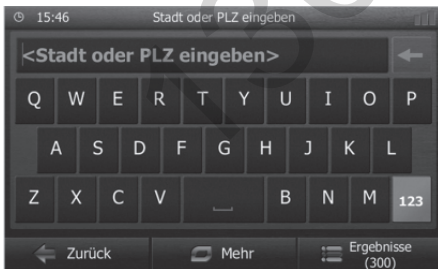 15:46 Stadt oder PLZ eingeben
<Stadt oder PLZ eingeben>
Q W E R T Y U I O P
A S D F G H J K L
Z X C V B N M 123
Zurück Mehr Ergebnisse
(300)